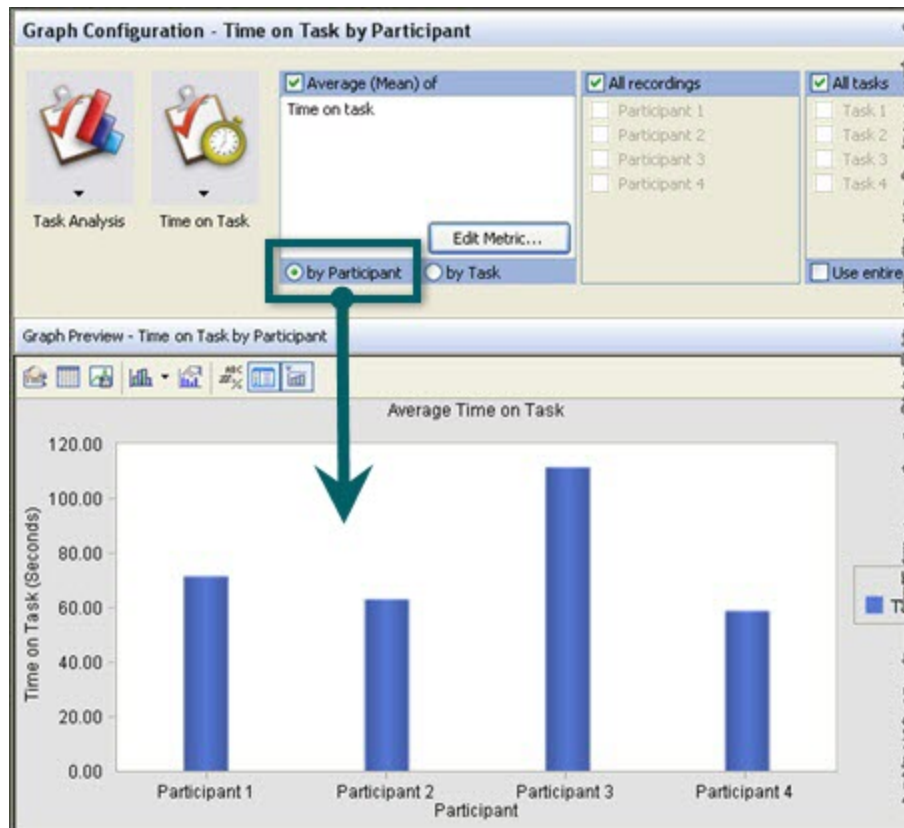 Graph Configuration - Time on Task by Participant
Average (Mean) of
All recordings
All tasks
Time on task
Participant 1
Participant 2
Participant 3
Participant 4
Task 1
Task 2
Task 3
Task 4
Task Analysis
Time on Task
Edit Metric...
by Participant
by Task
Use entire
Graph Preview - Time on Task by Participant
Average Time on Task
120.00
100.00
80.00
60.00
40.00
20.00
0.00
Time on Task (Seconds)
Participant 1
Participant 2
Participant 3
Participant 4
Participant